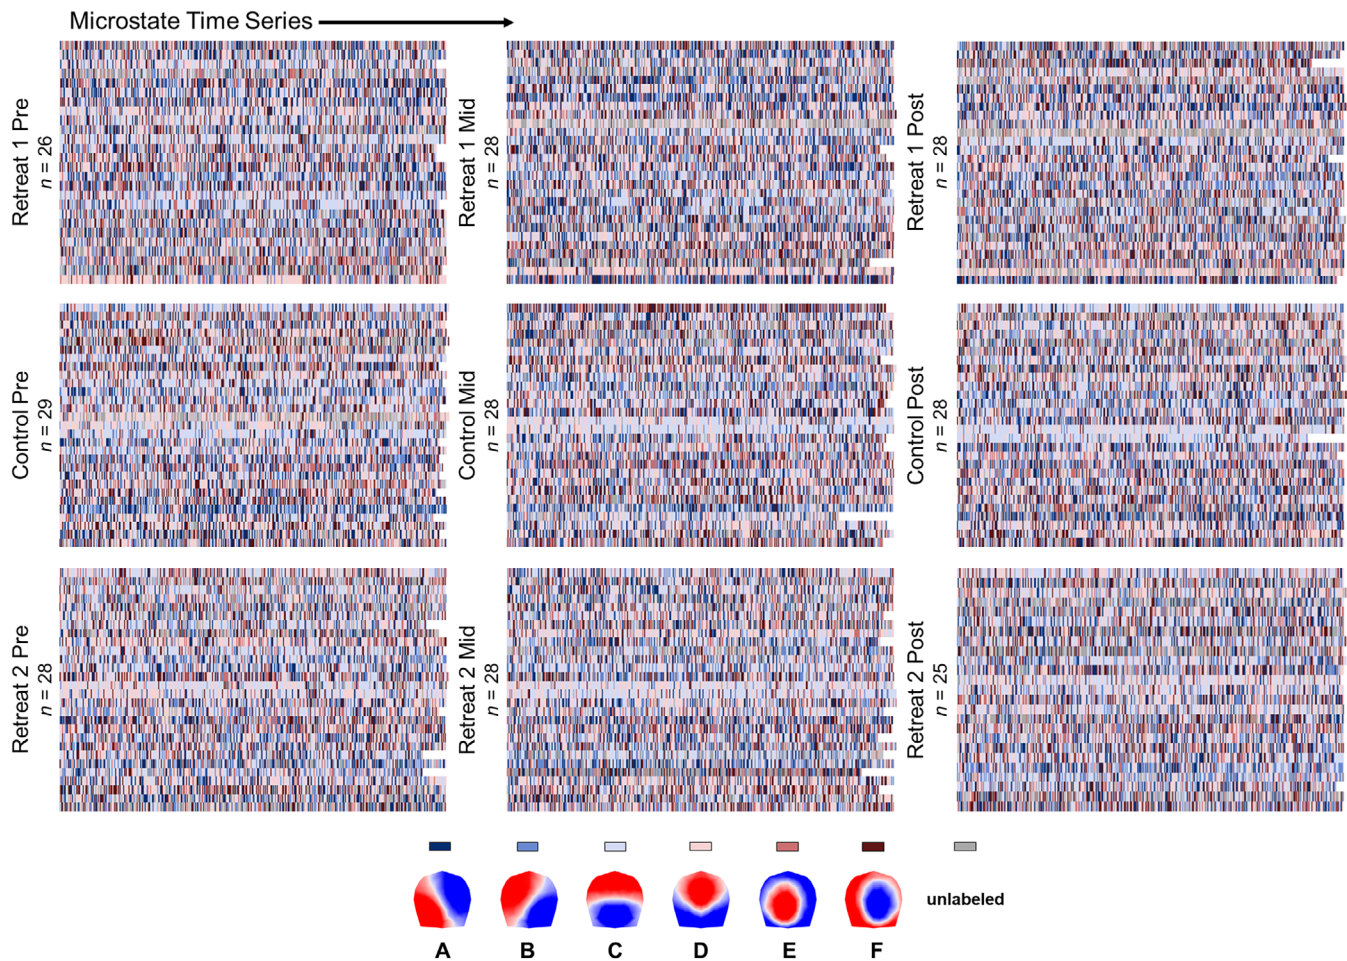 Microstate Time Series
Retreat 1 Pre
n = 26
Retreat 1 Mid
n = 28
Retreat 1 Post
n = 28
Control Pre
n = 29
Control Mid
n = 28
Control Post
n = 28
Retreat 2 Pre
n = 28
Retreat 2 Mid
n = 28
Retreat 2 Post
n = 25
unlabeled
A B C D E F